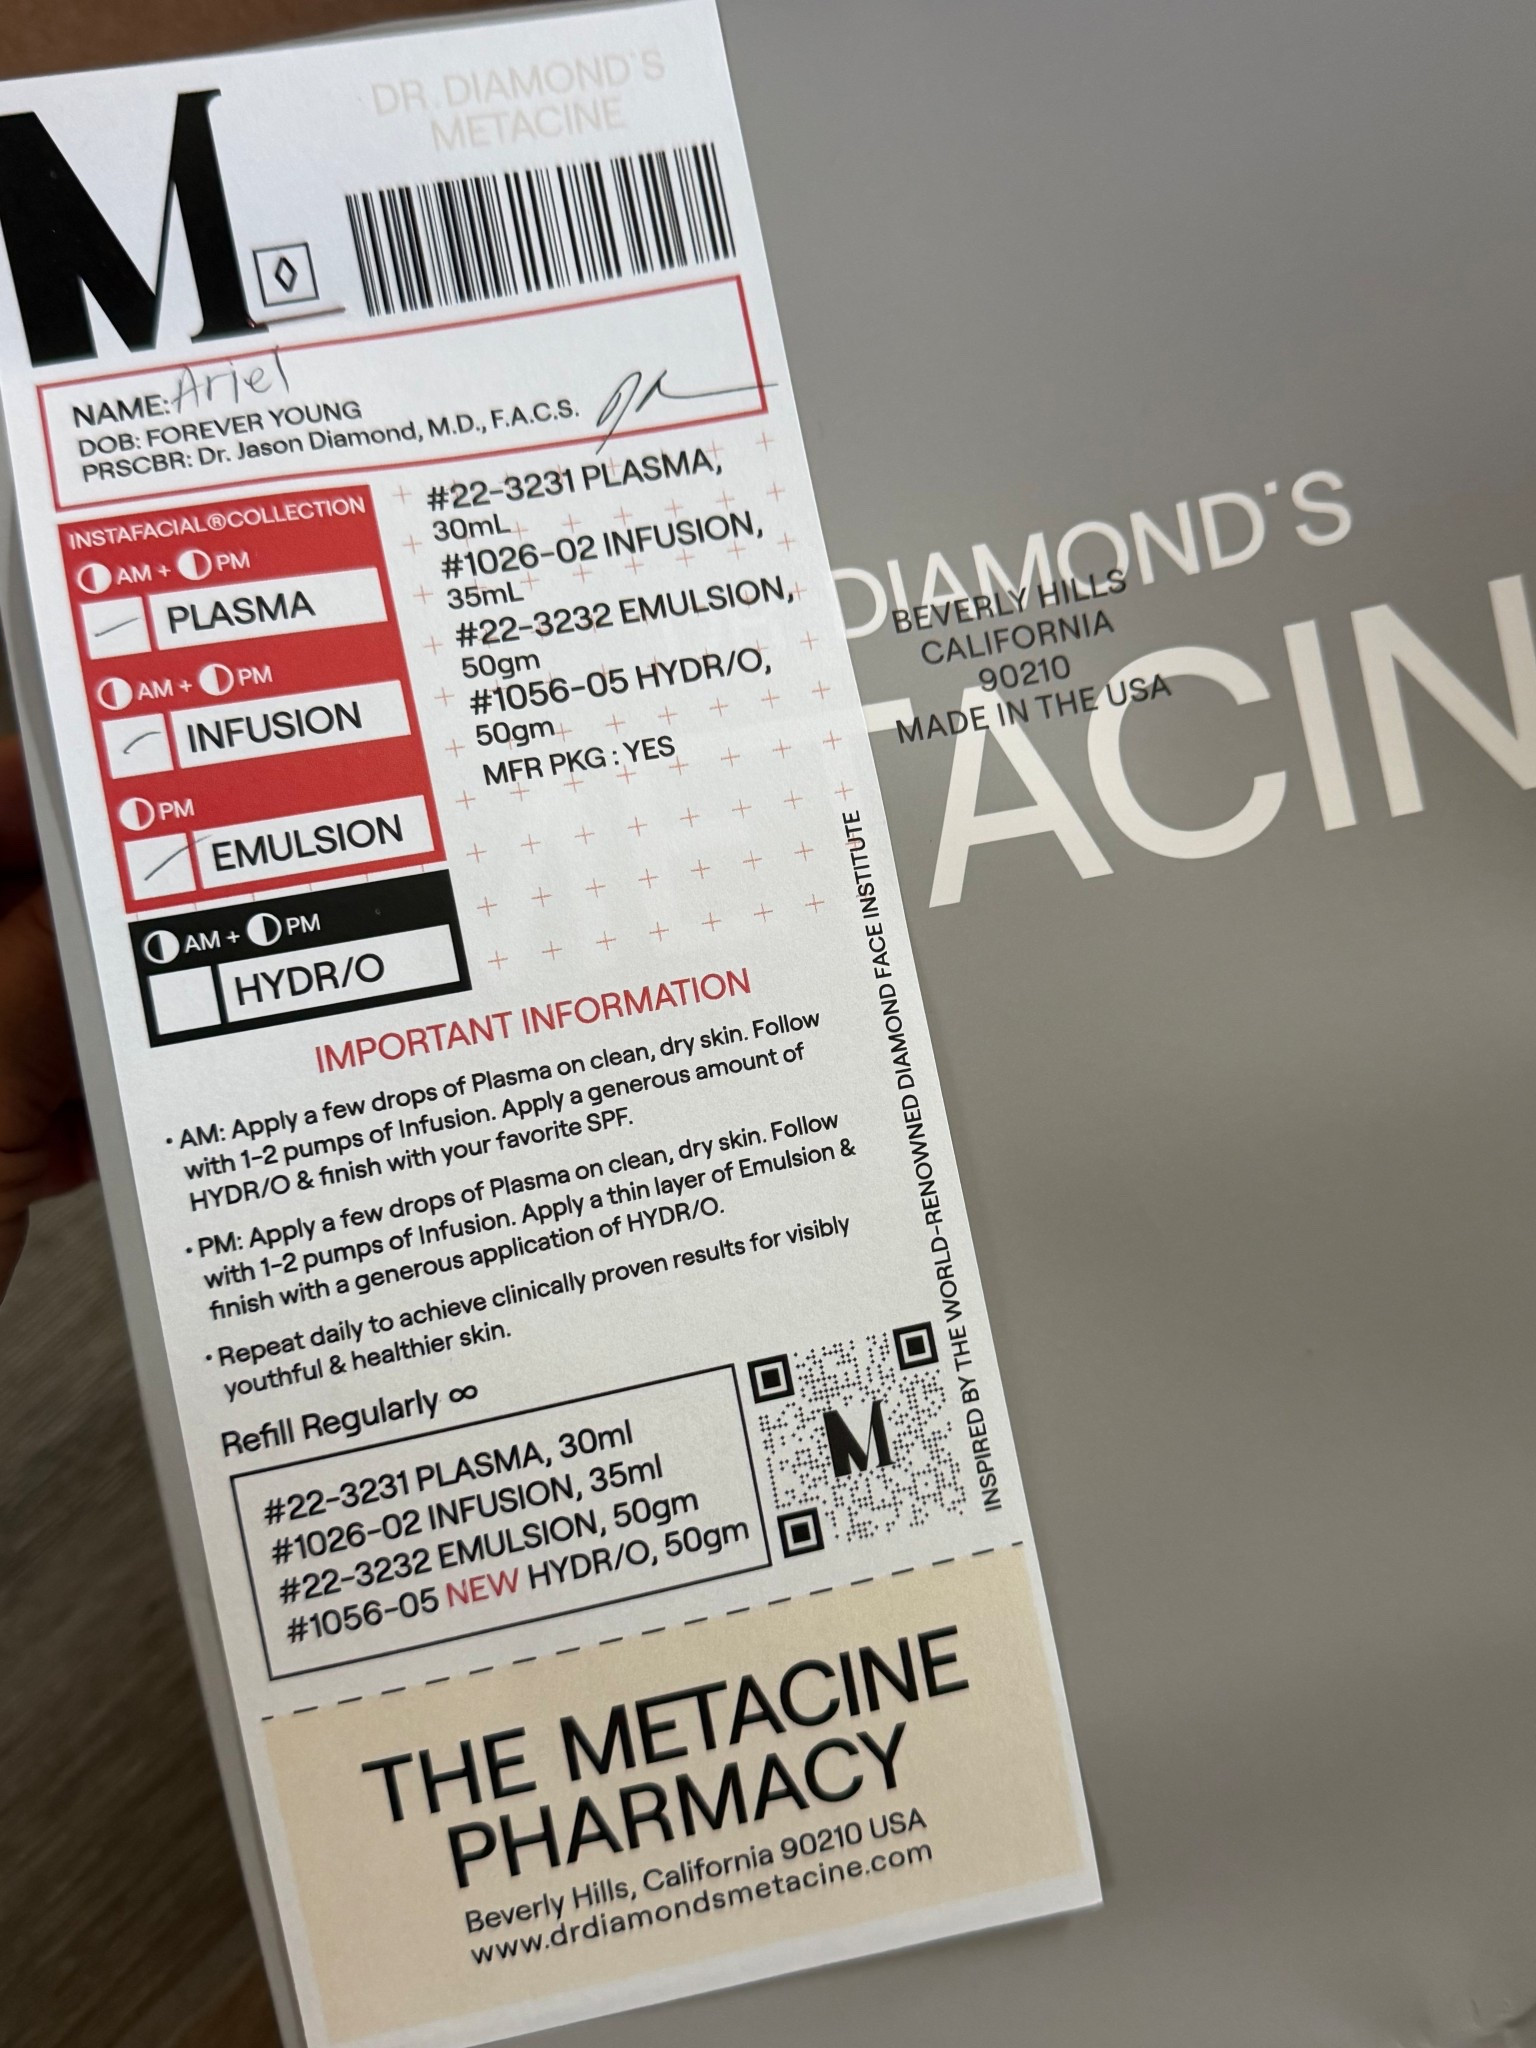 M
DR. DIAMOND'S
METACINE
NAME: Ariel
DOB: FOREVER YOUNG
PRSCBR: Dr. Jason Diamond, M.D., F.A.C.S.
INSTAFACIAL®COLLECTION
AM + PM
PLASMA
AM + PM
INFUSION
PM
EMULSION
AM + PM
HYDR/O
#22-3231 PLASMA,
30mL
#1026-02 INFUSION,
35mL
#22-3232 EMULSION,
50gm
#1056-05 HYDR/O,
50gm
MFR PKG : YES
IMPORTANT INFORMATION
• AM: Apply a few drops of Plasma on clean, dry skin. Follow
with 1-2 pumps of Infusion. Apply a generous amount of
HYDR/O & finish with your favorite SPF.
• PM: Apply a few drops of Plasma on clean, dry skin. Follow
with 1-2 pumps of Infusion. Apply a thin layer of Emulsion &
finish with a generous application of HYDR/O.
• Repeat daily to achieve clinically proven results for visibly
youthful & healthier skin.
Refill Regularly ∞
#22-3231 PLASMA, 30ml
#1026-02 INFUSION, 35ml
#22-3232 EMULSION, 50gm
#1056-05 NEW HYDR/O, 50gm
M
INSPIRED BY THE WORLD-RENOWNED DIAMOND FACE INSTITUTE
THE METACINE
PHARMACY
Beverly Hills, California 90210 USA
www.drdiamondsmetacine.com
DIAMOND'S
TACIN
BEVERLY HILLS
CALIFORNIA
90210
MADE IN THE USA